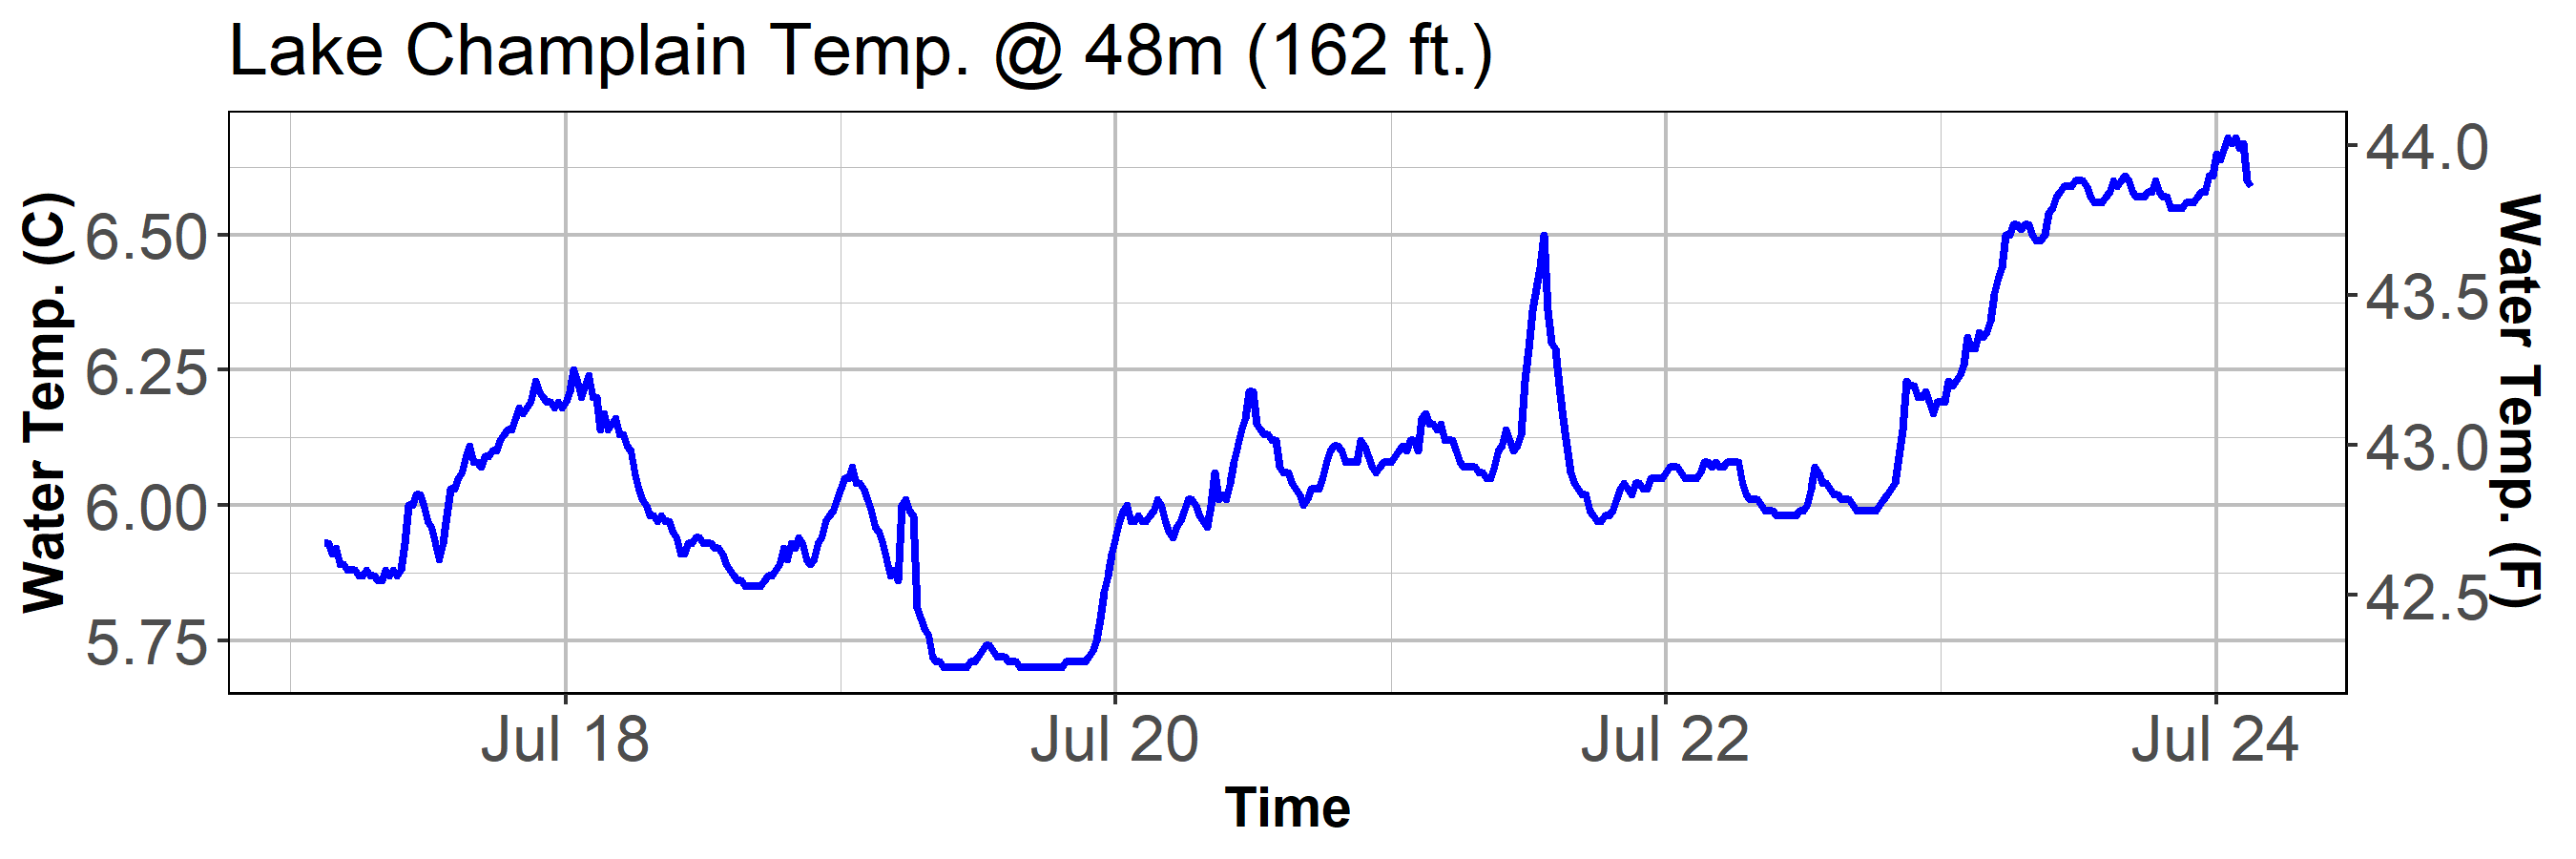 Lake Champlain Temp. @ 48m (162 ft.)
Water Temp. (C)
6.50
6.25
6.00
5.75
44.0
43.5
43.0
42.5
Water Temp. (F)
Jul 18
Jul 20
Jul 22
Jul 24
Time